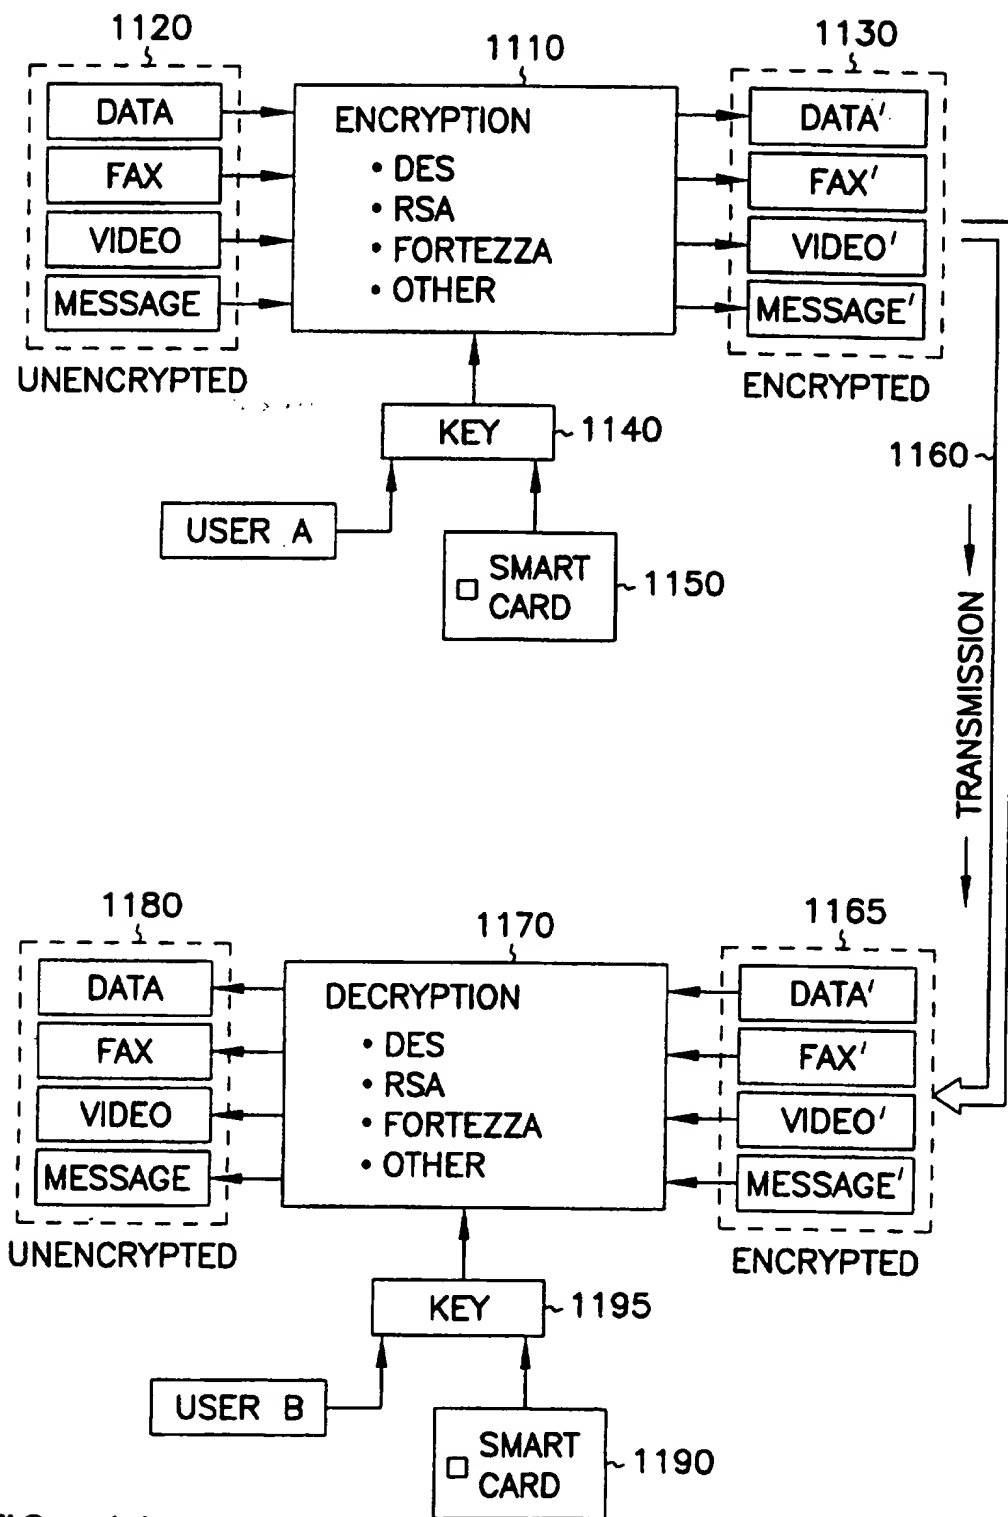 1120
1110
1130
DATA
FAX
VIDEO
MESSAGE
UNENCRYPTED
ENCRYPTION
• DES
• RSA
• FORTEZZA
• OTHER
DATA'
FAX'
VIDEO'
MESSAGE'
ENCRYPTED
KEY
1140
USER A
SMART
CARD
1150
1160
TRANSMISSION
1180
1170
1165
DATA
FAX
VIDEO
MESSAGE
UNENCRYPTED
DECRYPTION
• DES
• RSA
• FORTEZZA
• OTHER
DATA'
FAX'
VIDEO'
MESSAGE'
ENCRYPTED
KEY
1195
USER B
SMART
CARD
1190